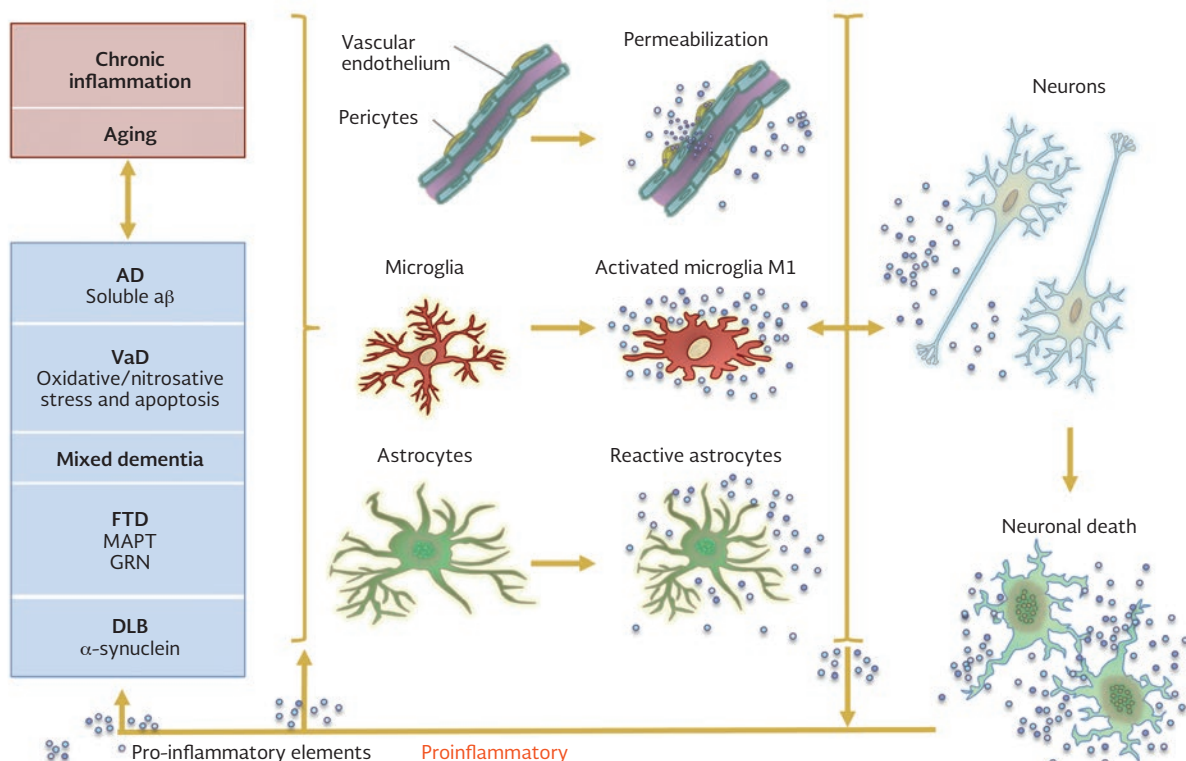 Chronic
inflammation
Aging
AD
Soluble aβ
VaD
Oxidative/nitrosative
stress and apoptosis
Mixed dementia
FTD
MAPT
GRN
DLB
α-synuclein
Vascular
endothelium
Pericytes
Permeabilization
Microglia
Activated microglia M1
Astrocytes
Reactive astrocytes
Neurons
Neuronal death
Pro-inflammatory elements
Proinflammatory